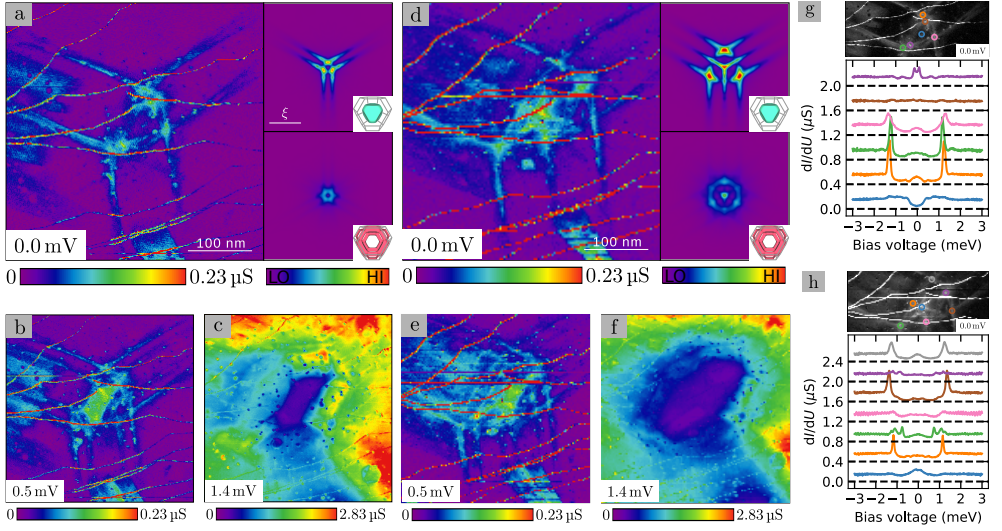 a
ξ
0.0 mV
100 nm
0
0.23 µS
LO
HI
d
0.0 mV
100 nm
0
0.23 µS
LO
HI
b
0.5 mV
0
0.23 µS
c
1.4 mV
0
2.83 µS
e
0.5 mV
0
0.23 µS
f
1.4 mV
0
2.83 µS
g
0.0 mV
dI/dU (µS)
2.0
1.6
1.2
0.8
0.4
0.0
−3 −2 −1 0 1 2 3
Bias voltage (meV)
h
0.0 mV
dI/dU (µS)
2.4
2.0
1.6
1.2
0.8
0.4
0.0
−3 −2 −1 0 1 2 3
Bias voltage (meV)